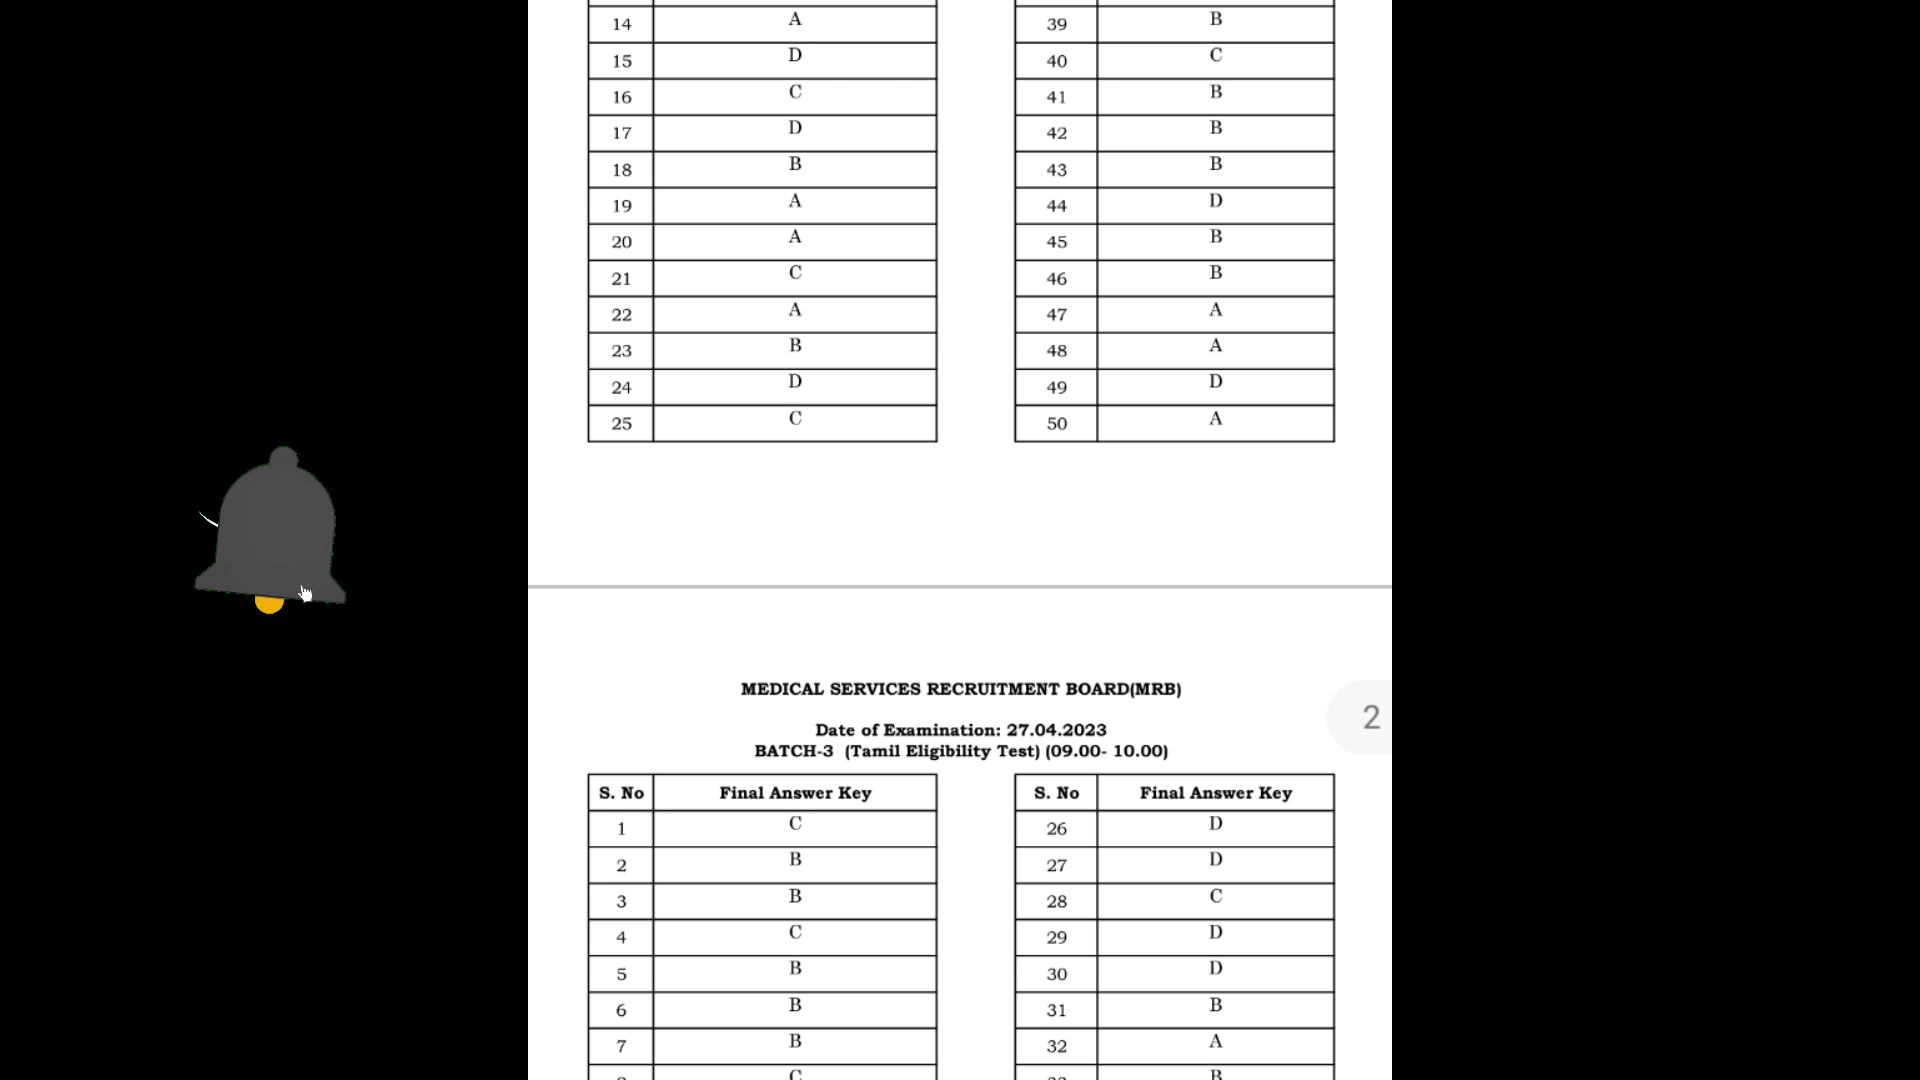 14 A 39 B
15 D 40 C
16 C 41 B
17 D 42 B
18 B 43 B
19 A 44 D
20 A 45 B
21 C 46 B
22 A 47 A
23 B 48 A
24 D 49 D
25 C 50 A
MEDICAL SERVICES RECRUITMENT BOARD(MRB)
2
Date of Examination: 27.04.2023
BATCH-3 (Tamil Eligibility Test) (09.00- 10.00)
S. No Final Answer Key S. No Final Answer Key
1 C 26 D
2 B 27 D
3 B 28 C
4 C 29 D
5 B 30 D
6 B 31 B
7 B 32 A
C B